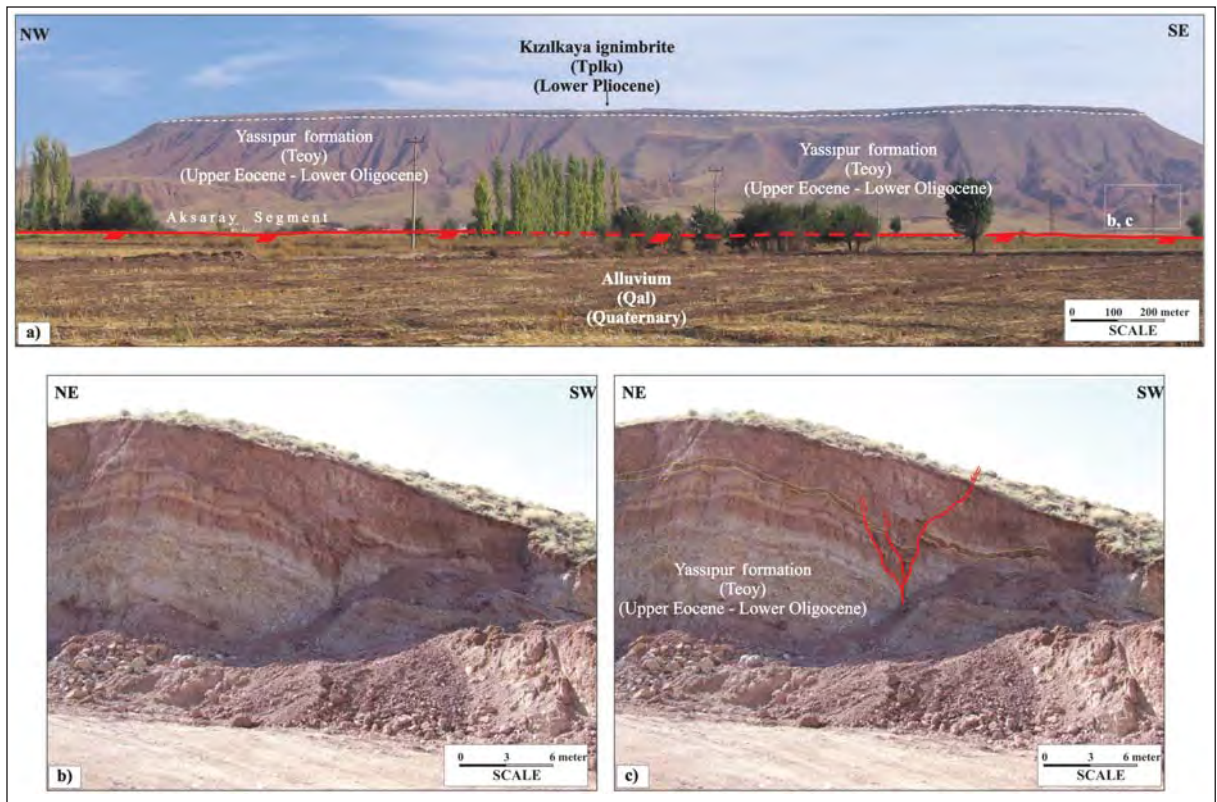 NW
SE
Kızılkaya ignimbrite
(Tplkı)
(Lower Pliocene)
Yassıpur formation
(Teoy)
(Upper Eocene - Lower Oligocene)
Yassıpur formation
(Teoy)
(Upper Eocene - Lower Oligocene)
Aksaray Segment
b, c
Alluvium
(Qal)
(Quaternary)
0 100 200 meter
SCALE
a)
NE
SW
0 3 6 meter
SCALE
b)
NE
SW
Yassıpur formation
(Teoy)
(Upper Eocene - Lower Oligocene)
0 3 6 meter
SCALE
c)